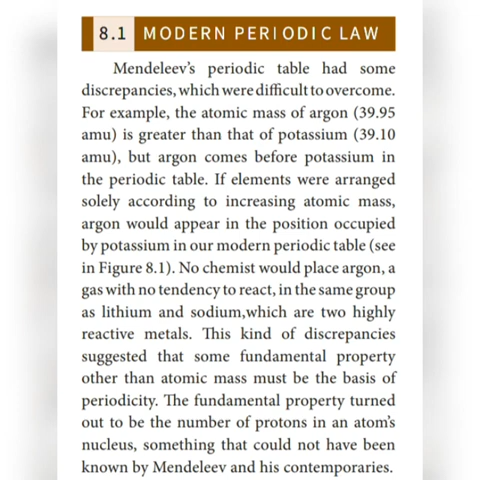 8.1 MODERN PERIODIC LAW
Mendeleev's periodic table had some
discrepancies, which were difficult to overcome.
For example, the atomic mass of argon (39.95
amu) is greater than that of potassium (39.10
amu), but argon comes before potassium in
the periodic table. If elements were arranged
solely according to increasing atomic mass,
argon would appear in the position occupied
by potassium in our modern periodic table (see
in Figure 8.1). No chemist would place argon, a
gas with no tendency to react, in the same group
as lithium and sodium,which are two highly
reactive metals. This kind of discrepancies
suggested that some fundamental property
other than atomic mass must be the basis of
periodicity. The fundamental property turned
out to be the number of protons in an atom's
nucleus, something that could not have been
known by Mendeleev and his contemporaries.